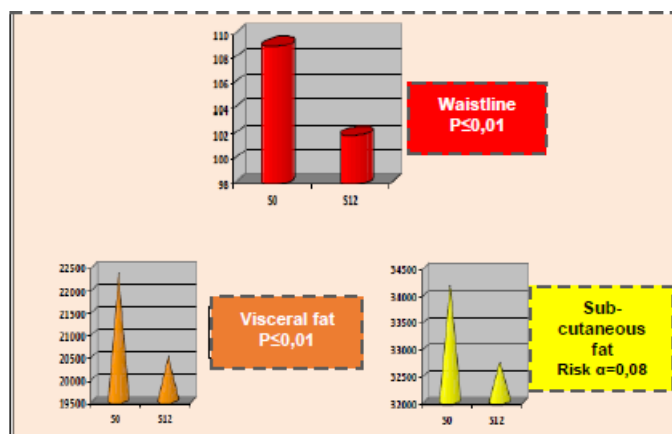 110
108
106
104
102
100
98
S0
S12
Waistline
P≤0,01
22500
22000
21500
21000
20500
20000
19500
S0
S12
Visceral fat
P≤0,01
34500
34000
33500
33000
32500
32000
S0
S12
Sub-
cutaneous
fat
Risk α=0,08